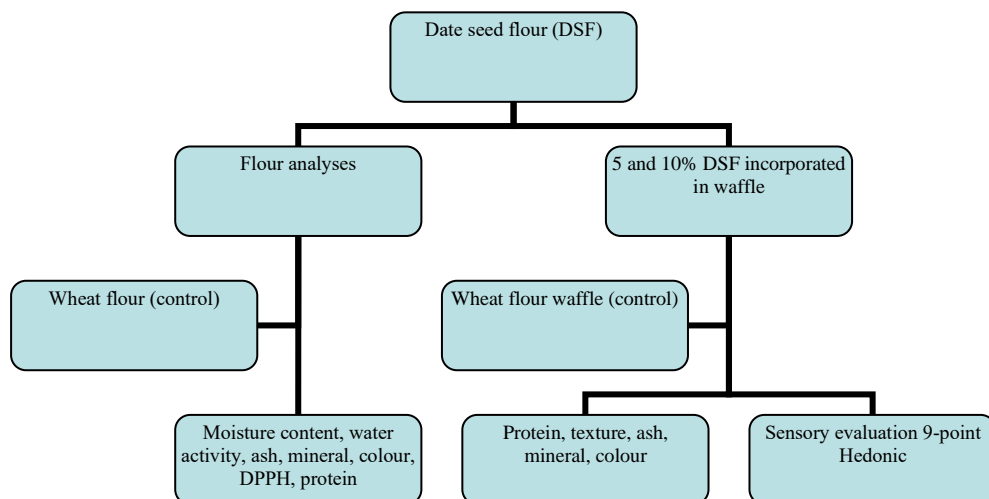 Date seed flour (DSF)
Flour analyses
5 and 10% DSF incorporated
in waffle
Wheat flour (control)
Wheat flour waffle (control)
Moisture content, water
activity, ash, mineral, colour,
DPPH, protein
Protein, texture, ash,
mineral, colour
Sensory evaluation 9-point
Hedonic